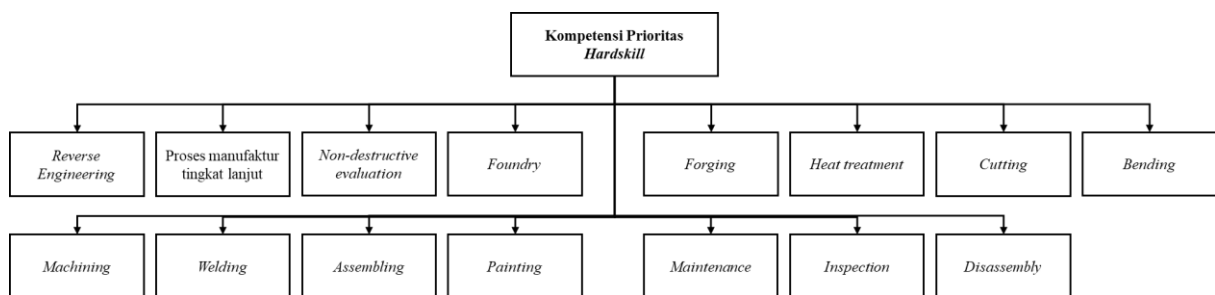 Kompetensi Prioritas
Hardskill
Reverse
Engineering
Proses manufaktur
tingkat lanjut
Non-destructive
evaluation
Foundry
Forging
Heat treatment
Cutting
Bending
Machining
Welding
Assembling
Painting
Maintenance
Inspection
Disassembly